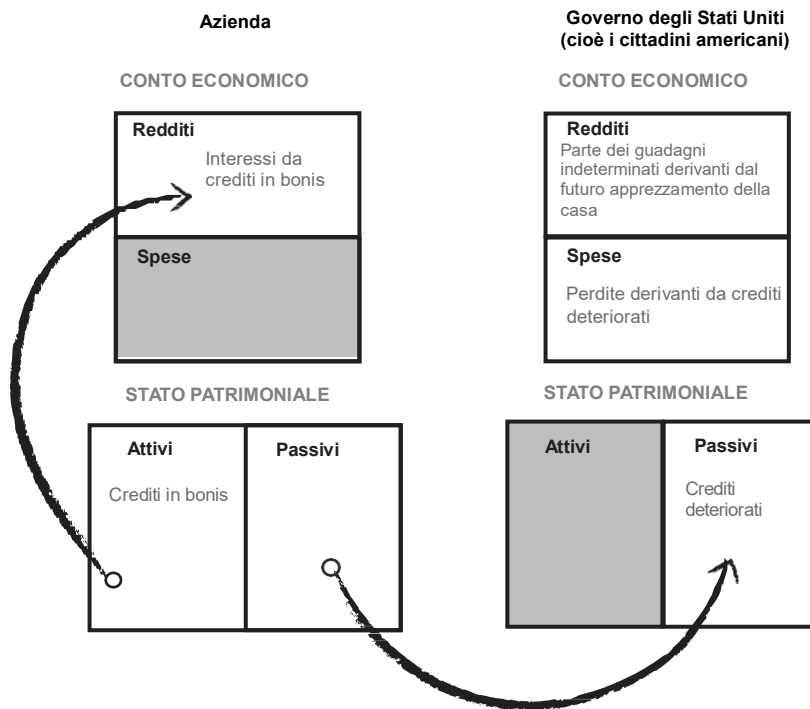 Azienda
CONTO ECONOMICO
Redditi
Interessi da
crediti in bonis
Spese
STATO PATRIMONIALE
Attivi
Crediti in bonis
Passivi
Governo degli Stati Uniti
(cioè i cittadini americani)
CONTO ECONOMICO
Redditi
Parte dei guadagni
indeterminati derivanti dal
futuro apprezzamento della
casa
Spese
Perdite derivanti da crediti
deteriorati
STATO PATRIMONIALE
Attivi
Passivi
Crediti
deteriorati